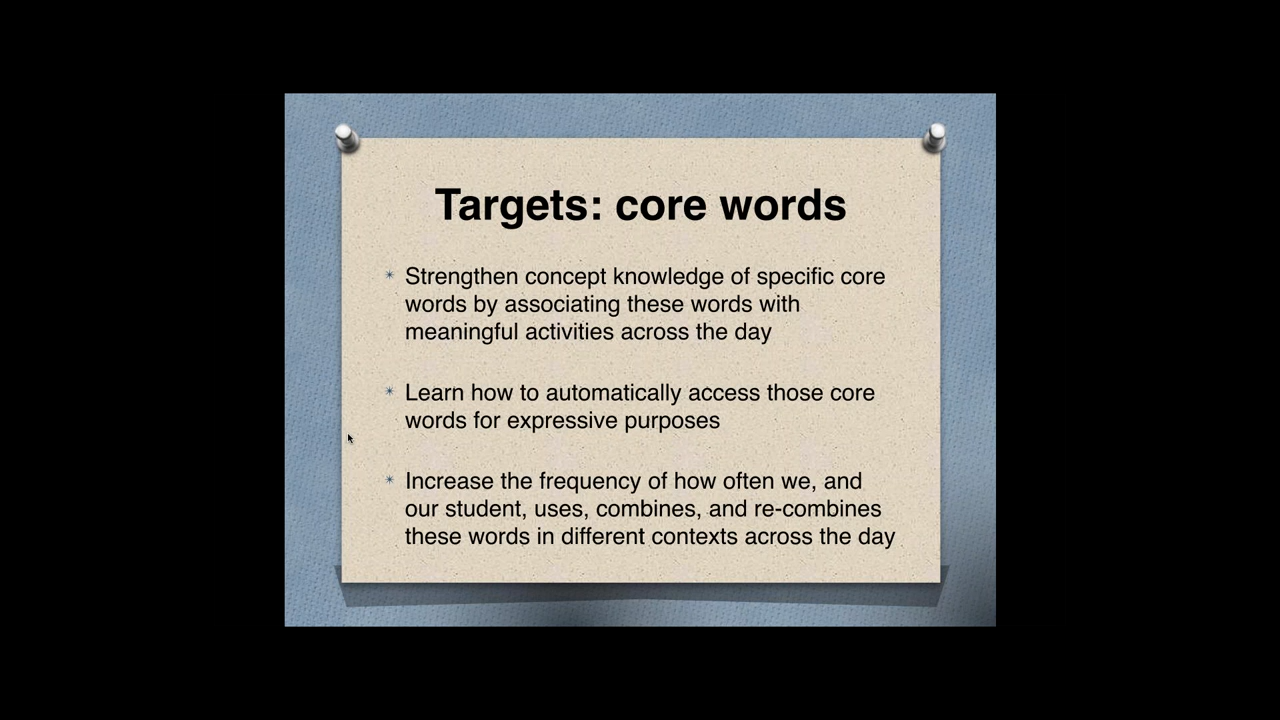 Targets: core words
Strengthen concept knowledge of specific core
words by associating these words with
meaningful activities across the day
Learn how to automatically access those core
words for expressive purposes
Increase the frequency of how often we, and
our student, uses, combines, and re-combines
these words in different contexts across the day